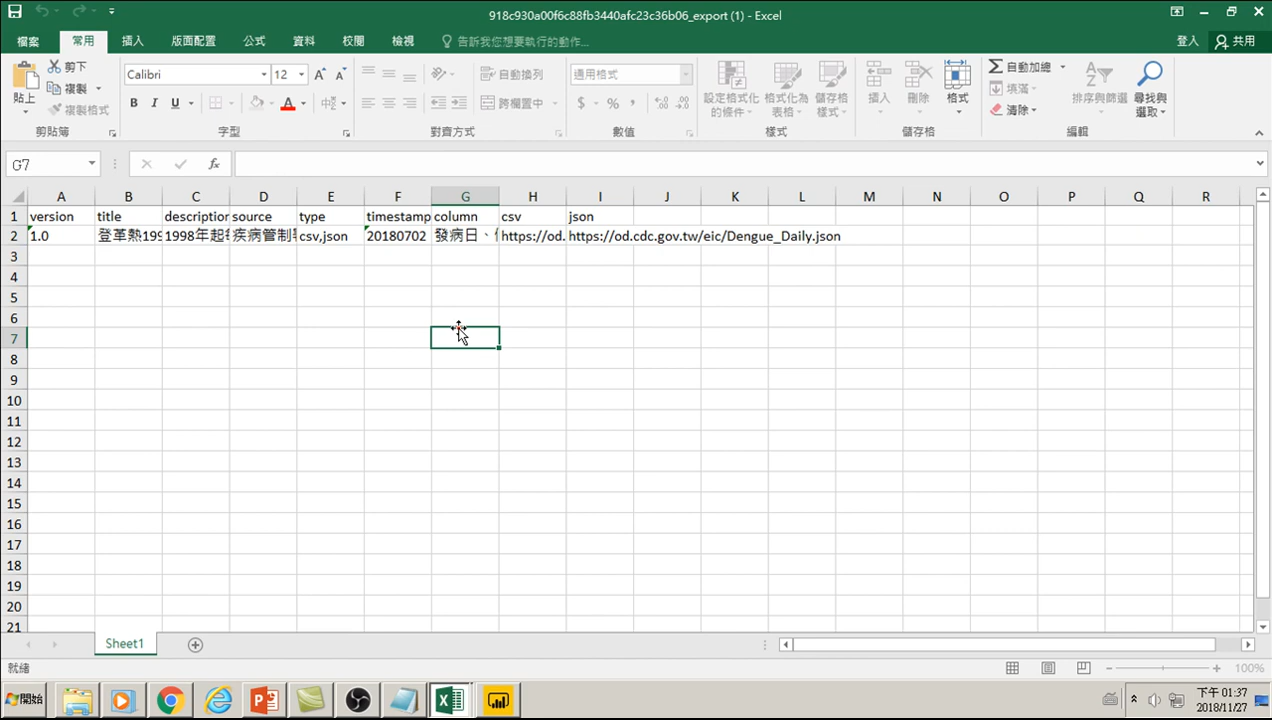 918c930a00f6c88fb3440afc23c36b06_export (1) - Excel
檔案 常用 插入 版面配置 公式 資料 校閱 檢視 告訴我您想要執行的動作... 登入 共用
貼上 剪下 複製 複製格式 剪貼簿
Calibri 12 B I U A 字型
自動換列 跨欄置中 對齊方式
通用格式 $ % 數值
設定格式化的條件 格式化為表格 儲存格樣式 樣式
插入 刪除 格式 儲存格
自動加總 填滿 清除 排序與篩選 尋找與選取 編輯
G7 fx
A B C D E F G H I J K L M N O P Q R
1 version title description source type timestamp column csv json
2 1.0 登革熱199 1998年起 疾病管制 csv,json 20180702 發病日、 https://od. https://od.cdc.gov.tw/eic/Dengue_Daily.json
3
4
5
6
7
8
9
10
11
12
13
14
15
16
17
18
19
20
21
Sheet1
就緒 100%
開始 下午 01:37
2018/11/27